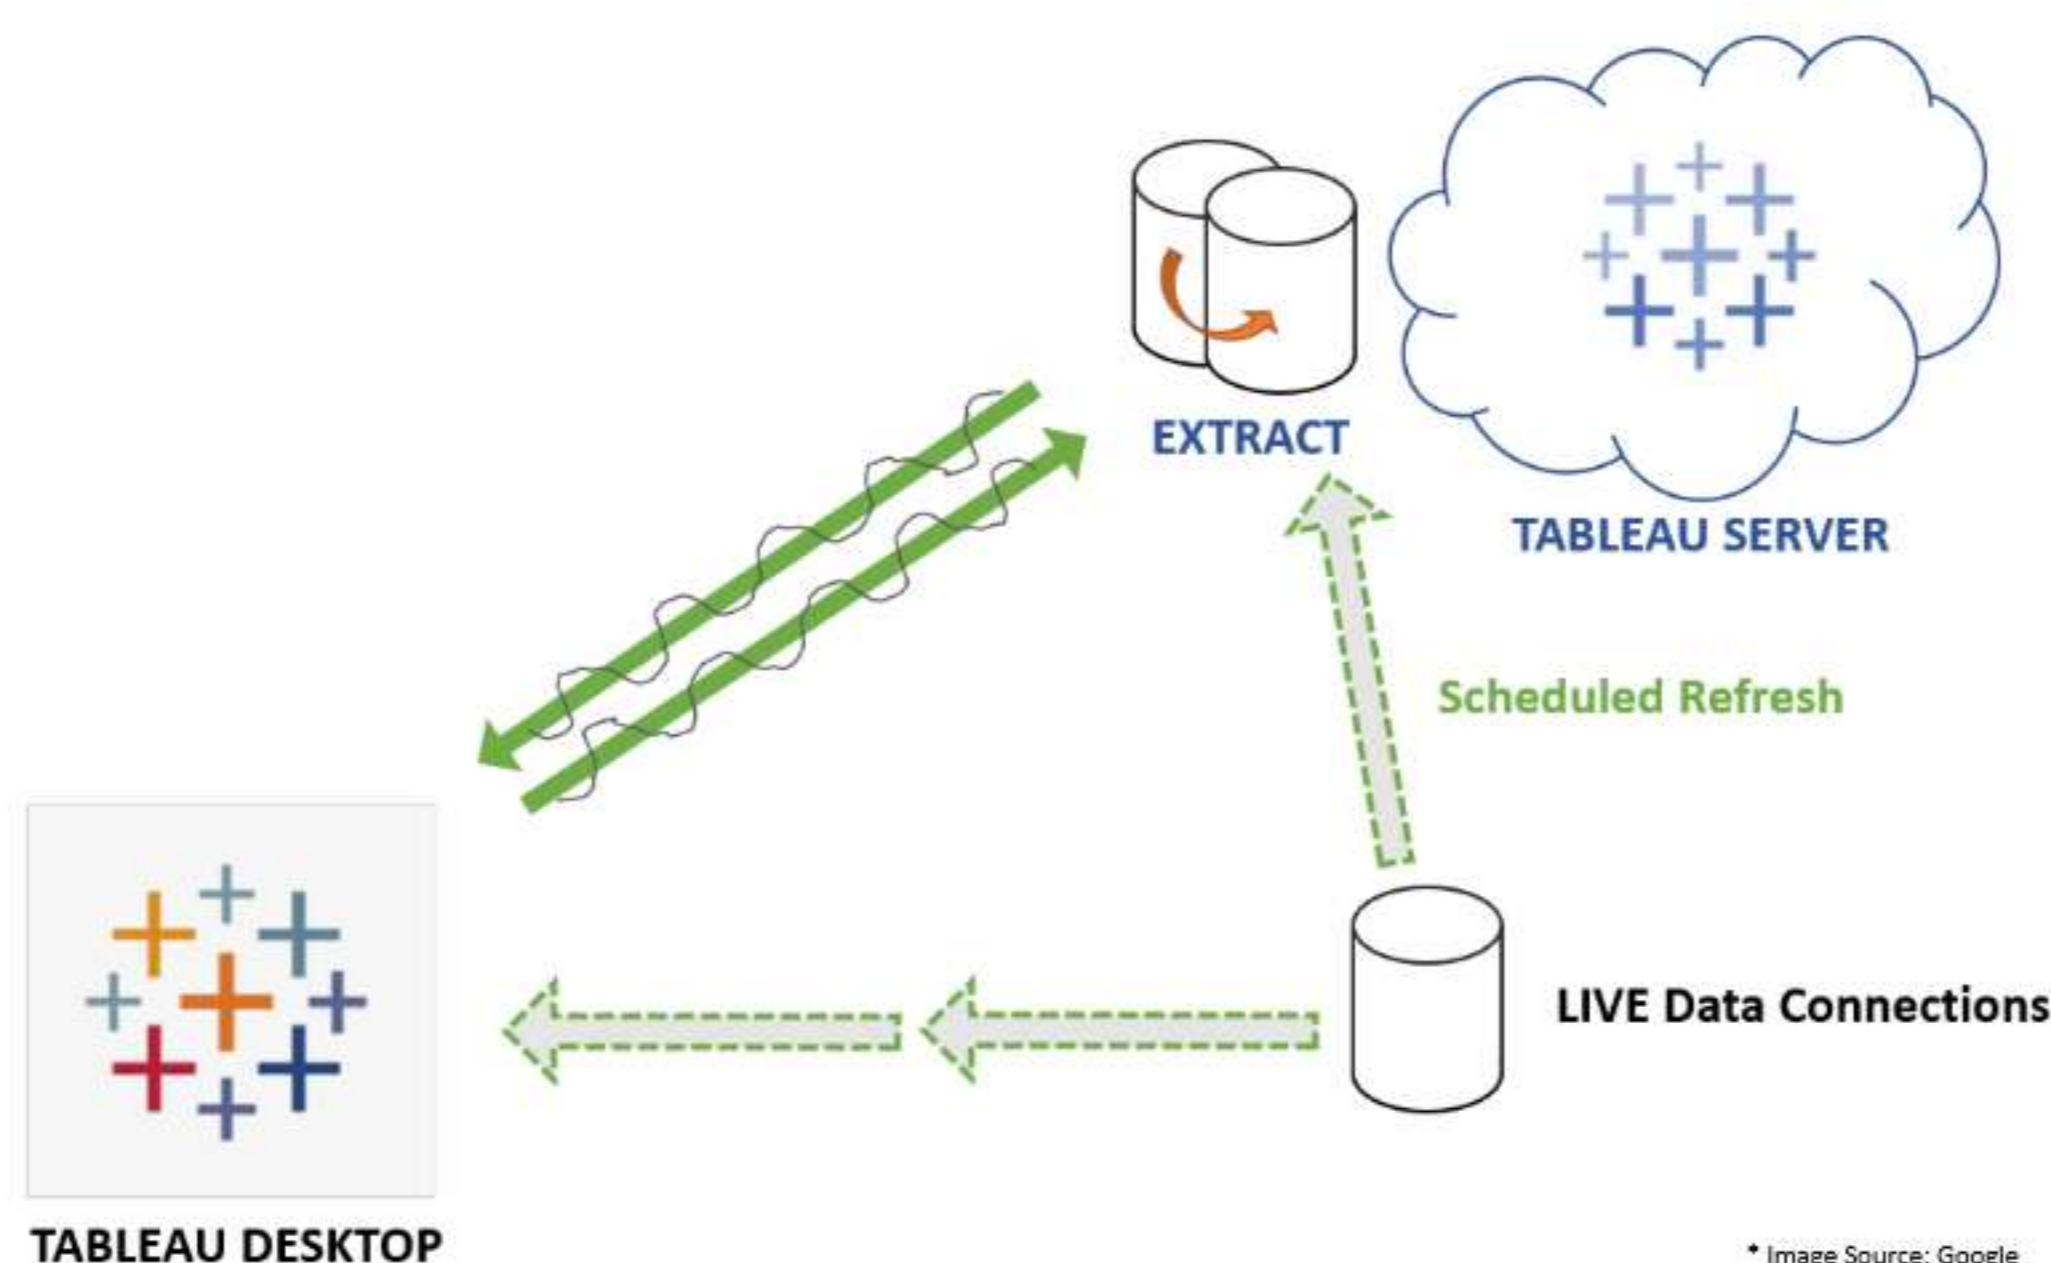 EXTRACT
TABLEAU SERVER
Scheduled Refresh
LIVE Data Connections
TABLEAU DESKTOP
* Image Source: Google